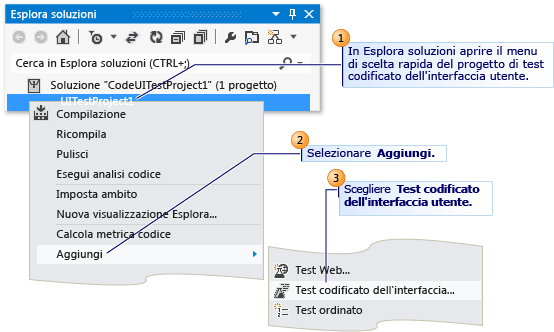 Esplora soluzioni
Cerca in Esplora soluzioni (CTRL+;)
Soluzione "CodeUITestProject1" (1 progetto)
UITestProject1
Compilazione
Ricompila
Pulisci
Esegui analisi codice
Imposta ambito
Nuova visualizzazione Esplora...
Calcola metrica codice
Aggiungi
1
In Esplora soluzioni aprire il menu
di scelta rapida del progetto di test
codificato dell'interfaccia utente.
2
Selezionare Aggiungi.
3
Scegliere Test codificato
dell'interfaccia utente.
Test Web...
Test codificato dell'interfaccia...
Test ordinato